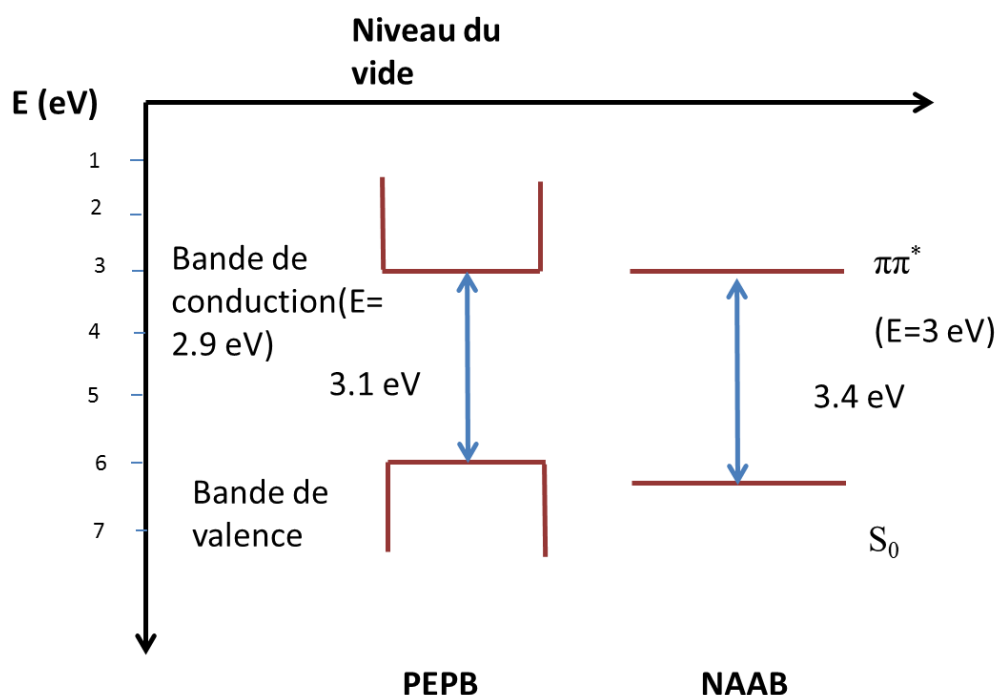 Niveau du
vide
E (eV)
1
2
3
4
5
6
7
Bande de
conduction(E=
2.9 eV)
3.1 eV
Bande de
valence
ππ*
(E=3 eV)
3.4 eV
S₀
PEPB
NAAB